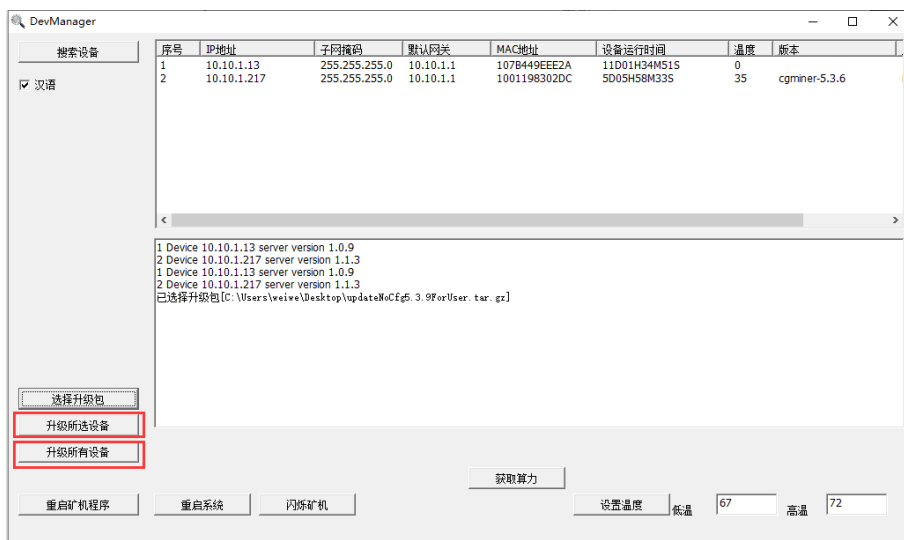 DevManager
搜索设备
汉语
序号 IP地址 子网掩码 默认网关 MAC地址 设备运行时间 温度 版本
1 10.10.1.13 255.255.255.0 10.10.1.1 107B449EEE2A 11D01H34M51S 0
2 10.10.1.217 255.255.255.0 10.10.1.1 1001198302DC 5D05H58M33S 35 cgminer-5.3.6
1 Device 10.10.1.13 server version 1.0.9
2 Device 10.10.1.217 server version 1.1.3
1 Device 10.10.1.13 server version 1.0.9
2 Device 10.10.1.217 server version 1.1.3
已选择升级包[C:\Users\weiwe\Desktop\updateNoCfg5.3.9ForUser.tar.gz]
选择升级包
升级所选设备
升级所有设备
获取算力
重启矿机程序 重启系统 闪烁矿机 设置温度 低温 67 高温 72